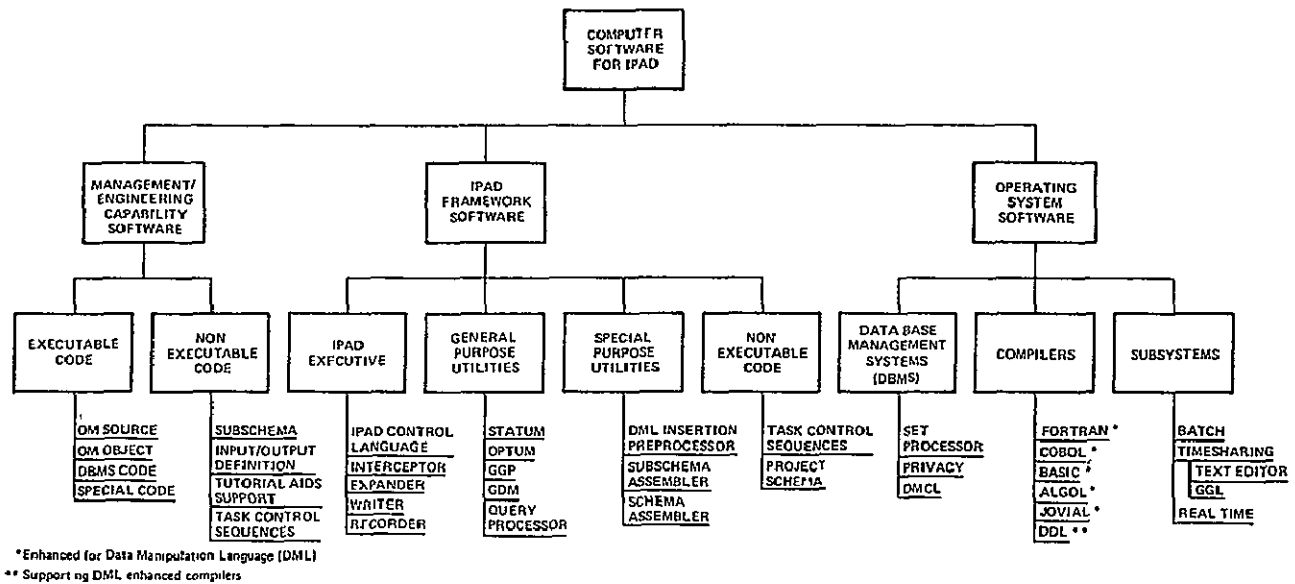 COMPUTER
SOFTWARE
FOR IPAD
MANAGEMENT/
ENGINEERING
CAPABILITY
SOFTWARE
IPAD
FRAMEWORK
SOFTWARE
OPERATING
SYSTEM
SOFTWARE
EXECUTABLE
CODE
NON
EXECUTABLE
CODE
IPAD
EXECUTIVE
GENERAL
PURPOSE
UTILITIES
SPECIAL
PURPOSE
UTILITIES
NON
EXECUTABLE
CODE
DATA BASE
MANAGEMENT
SYSTEMS
(DBMS)
COMPILERS
SUBSYSTEMS
OM SOURCE
OM OBJECT
DBMS CODE
SPECIAL CODE
SUBSCHEMA
INPUT/OUTPUT
DEFINITION
TUTORIAL AIDS
SUPPORT
TASK CONTROL
SEQUENCES
IPAD CONTROL
LANGUAGE
INTERCEPTOR
EXPANDER
WRITER
RECORDER
STATUM
OPTUM
GGP
GDM
QUERY
PROCESSOR
DML INSERTION
PREPROCESSOR
SUBSCHEMA
ASSEMBLER
SCHEMA
ASSEMBLER
TASK CONTROL
SEQUENCES
PROJECT
SCHEMA
SET
PROCESSOR
PRIVACY
DMCL
FORTRAN *
COBOL *
BASIC *
ALGOL *
JOVIAL *
DDL **
BATCH
TIMESHARING
TEXT EDITOR
GGL
REAL TIME
*Enhanced for Data Manipulation Language (DML)
** Support ng DML enhanced compilers